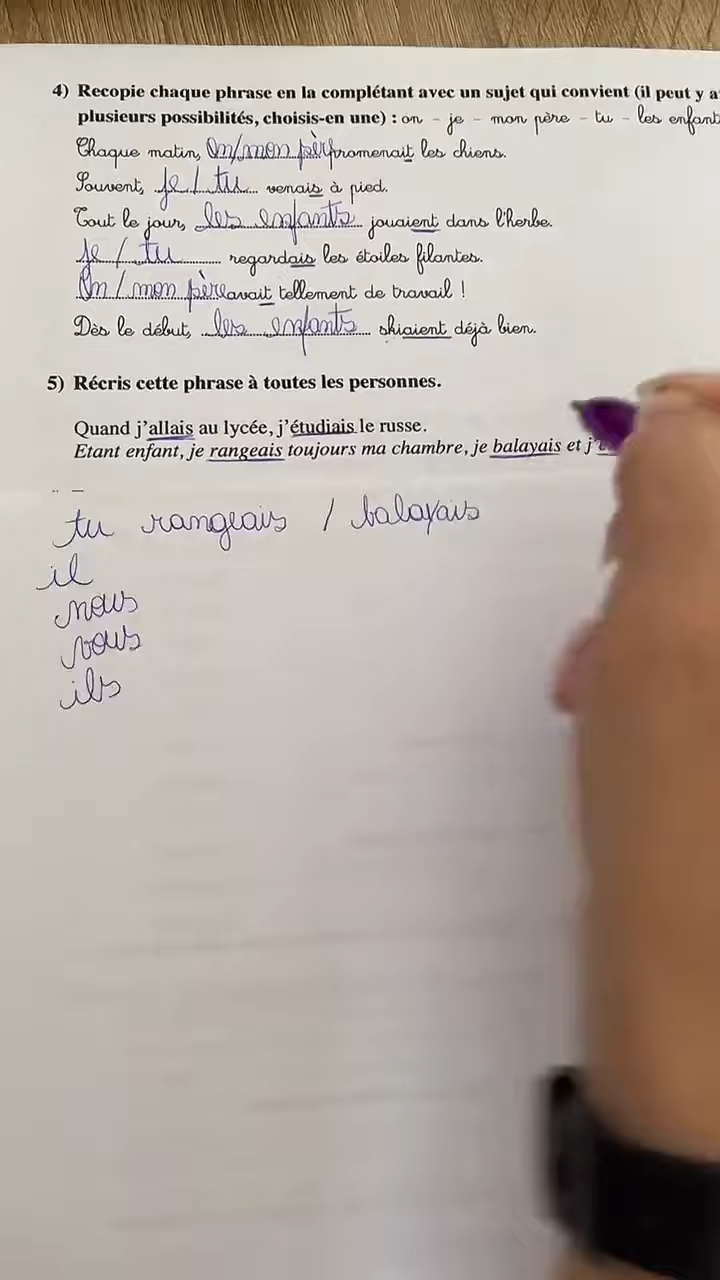 4) Recopie chaque phrase en la complétant avec un sujet qui convient (il peut y a
plusieurs possibilités, choisis-en une) : on - je - mon père - tu - les enfant
Chaque matin, On/mon père promenait les chiens.
Souvent, je / tu venais à pied.
Tout le jour, les enfants jouaient dans l'herbe.
je / tu regardais les étoiles filantes.
On / mon père avait tellement de travail !
Dès le début, les enfants skiaient déjà bien.
5) Récris cette phrase à toutes les personnes.
Quand j'allais au lycée, j'étudiais le russe.
Etant enfant, je rangeais toujours ma chambre, je balayais et j'
tu rangeais / balayais
il
nous
vous
ils